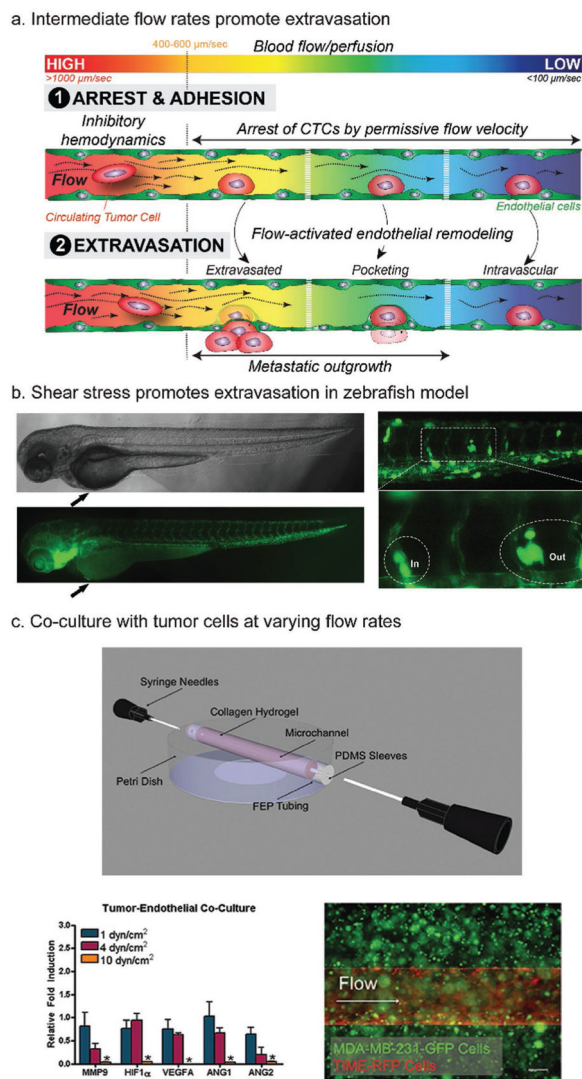 a. Intermediate flow rates promote extravasation
400-600 µm/sec
Blood flow/perfusion
HIGH
LOW
>1000 µm/sec
<100 µm/sec
1 ARREST & ADHESION
Inhibitory
hemodynamics
Arrest of CTCs by permissive flow velocity
Flow
Circulating Tumor Cell
Endothelial cells
2 EXTRAVASATION
Flow-activated endothelial remodeling
Extravasated
Pocketing
Intravascular
Flow
Metastatic outgrowth
b. Shear stress promotes extravasation in zebrafish model
In
Out
c. Co-culture with tumor cells at varying flow rates
Syringe Needles
Collagen Hydrogel
Microchannel
PDMS Sleeves
Petri Dish
FEP Tubing
Tumor-Endothelial Co-Culture
Relative Fold Induction
3.0
2.5
2.0
1.5
1.0
0.5
0.0
1 dyn/cm²
4 dyn/cm²
10 dyn/cm²
* * * * *
MMP9 HIF1α VEGFA ANG1 ANG2
Flow
MDA-MB-231-GFP Cells
TIME-RFP Cells